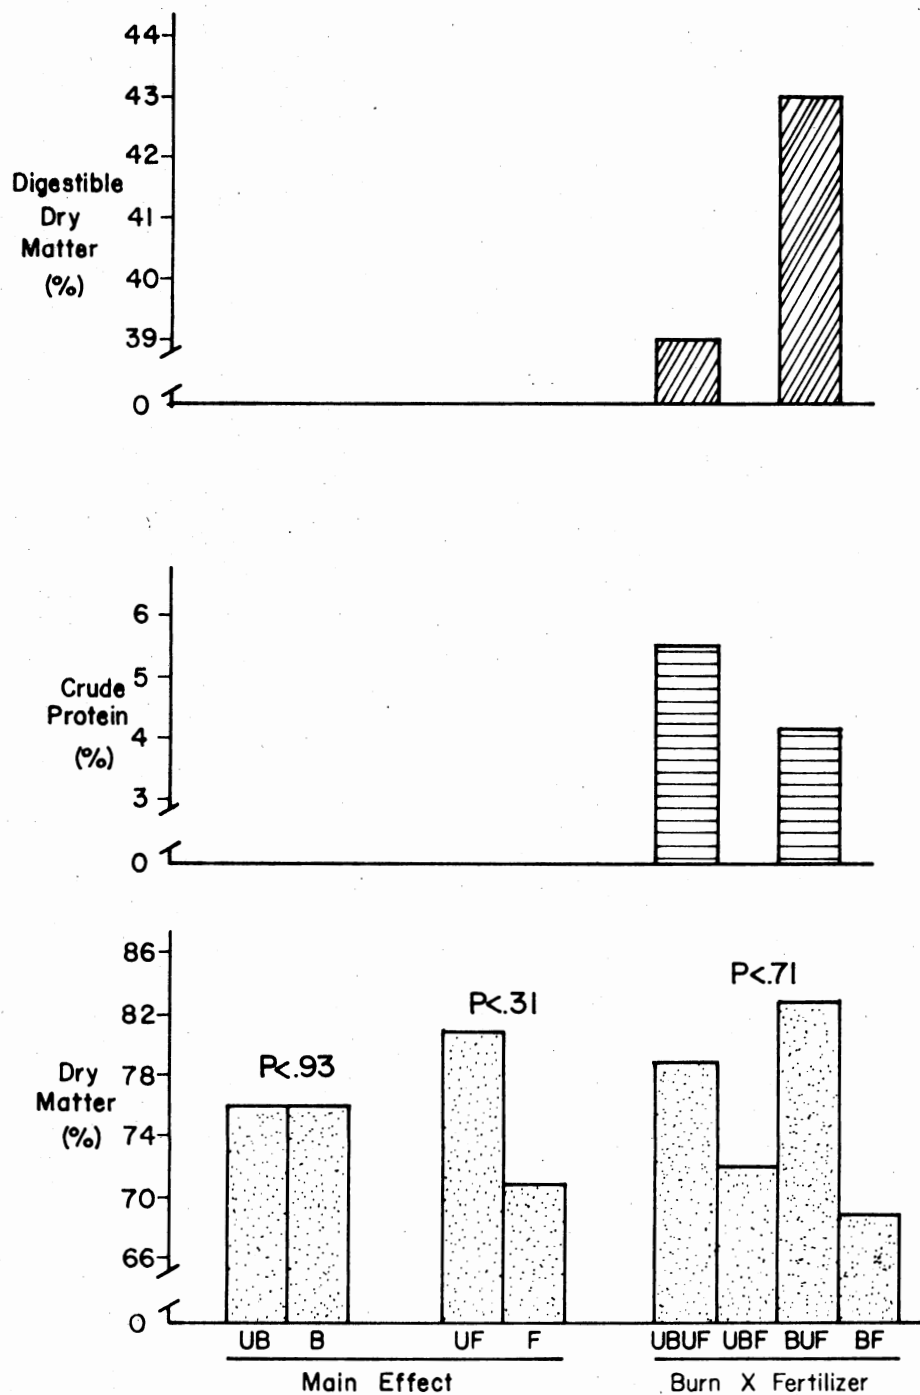 44
43
42
Digestible
Dry
Matter
(%)
41
40
39
0
6
5
Crude
Protein
(%)
4
3
0
86
82
P<.71
P<.31
P<.93
Dry
Matter
(%)
78
74
70
66
0
UB B UF F UBUF UBF BUF BF
Main Effect Burn X Fertilizer